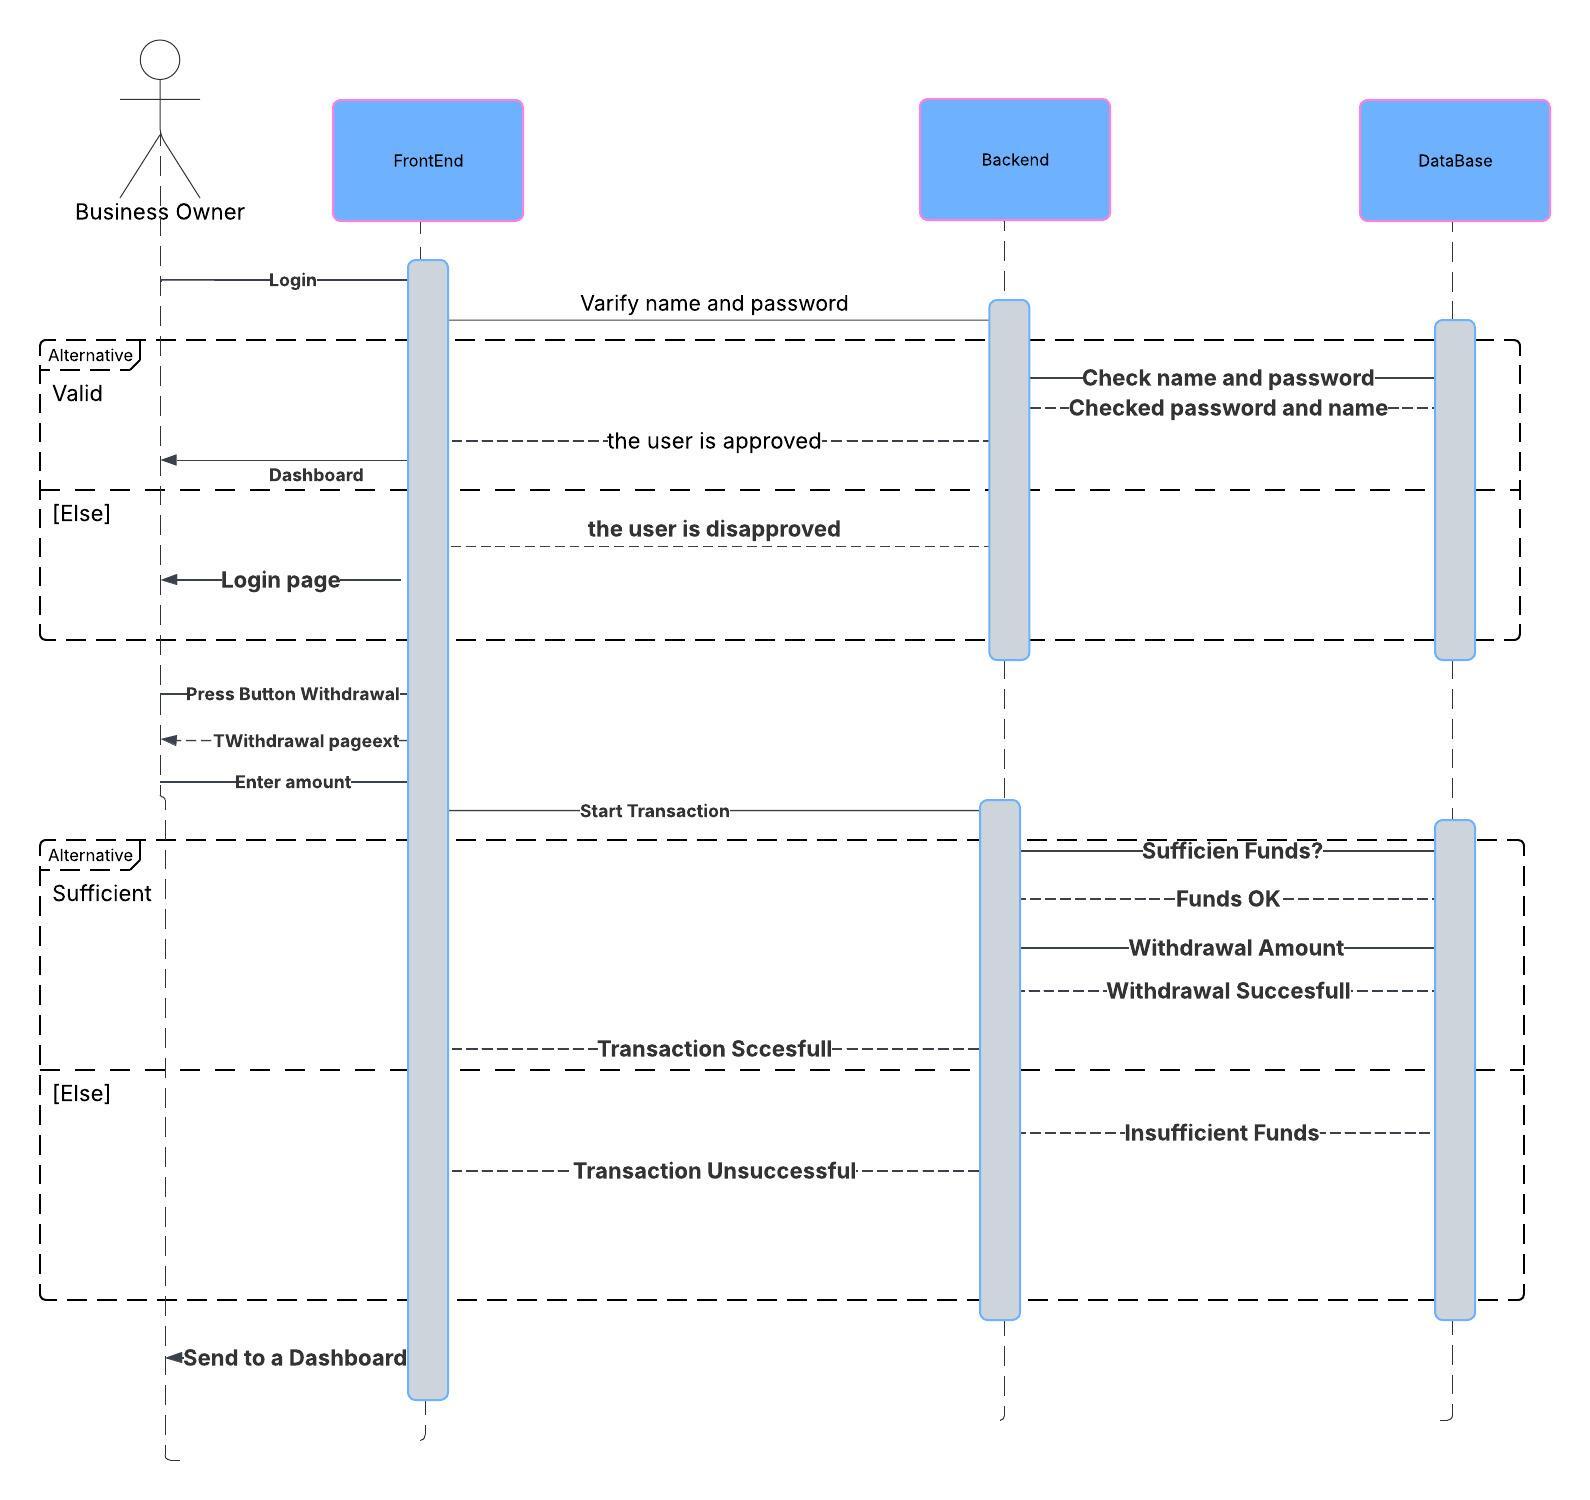 Business Owner
FrontEnd
Backend
DataBase
Login
Varify name and password
Alternative
Valid
Check name and password
Checked password and name
the user is approved
Dashboard
[Else]
the user is disapproved
Login page
Press Button Withdrawal
TWithdrawal pageext
Enter amount
Start Transaction
Alternative
Sufficien Funds?
Sufficient
Funds OK
Withdrawal Amount
Withdrawal Succesfull
Transaction Sccesfull
[Else]
Insufficient Funds
Transaction Unsuccessful
Send to a Dashboard